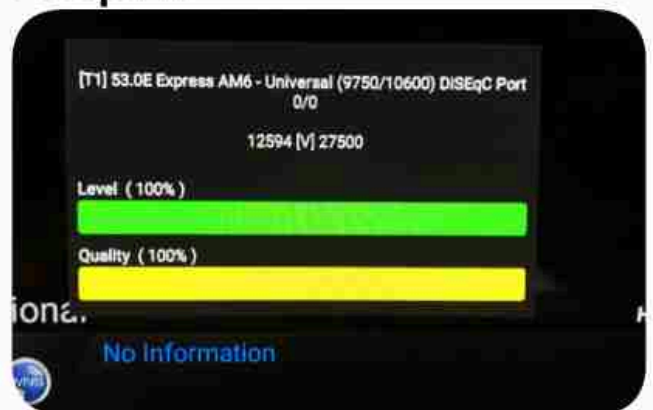 [T1] 53.0E Express AM6 - Universal (9750/10600) DiSEqC Port
0/0
12594 [V] 27500
Level ( 100% )
Quality ( 100% )
No Information